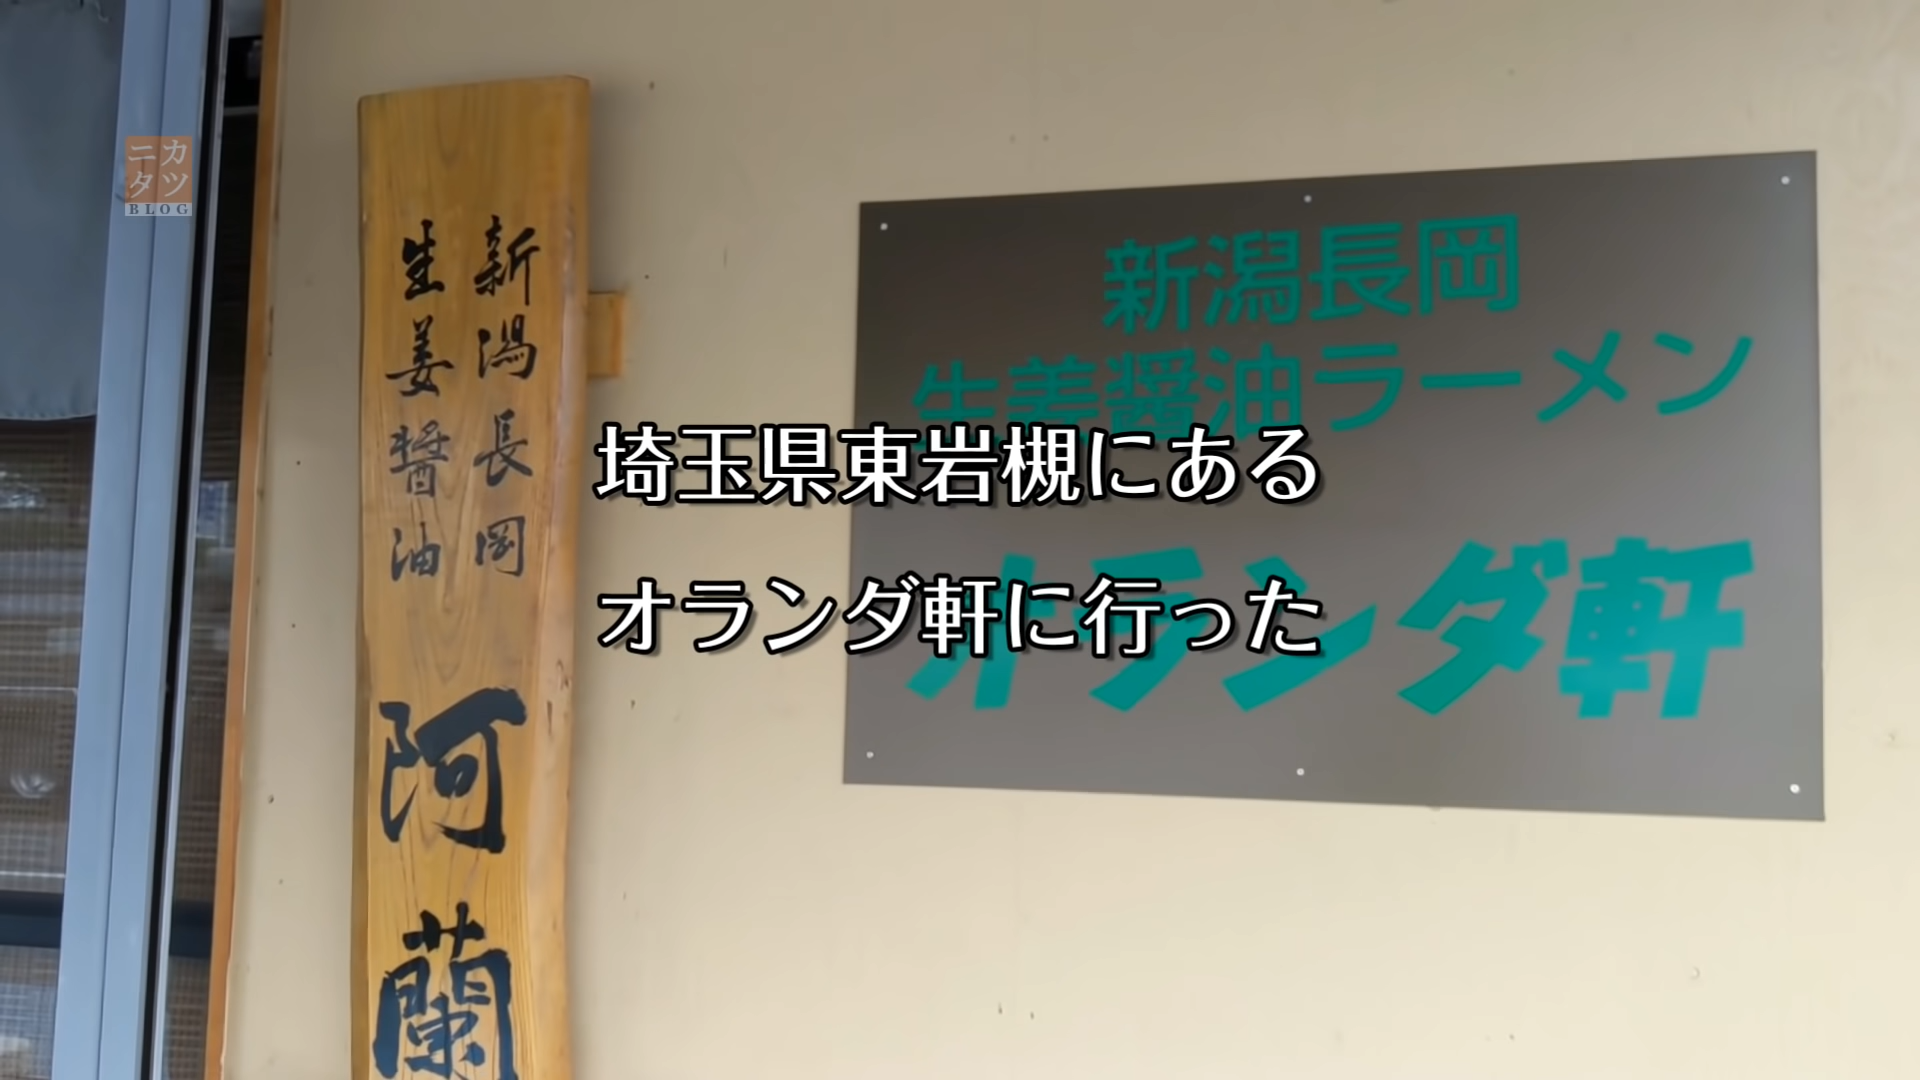 ニカ
タツ
BLOG
新潟長岡
生姜醤油
阿蘭
新潟長岡
生姜醤油ラーメン
オランダ軒
埼玉県東岩槻にある
オランダ軒に行った